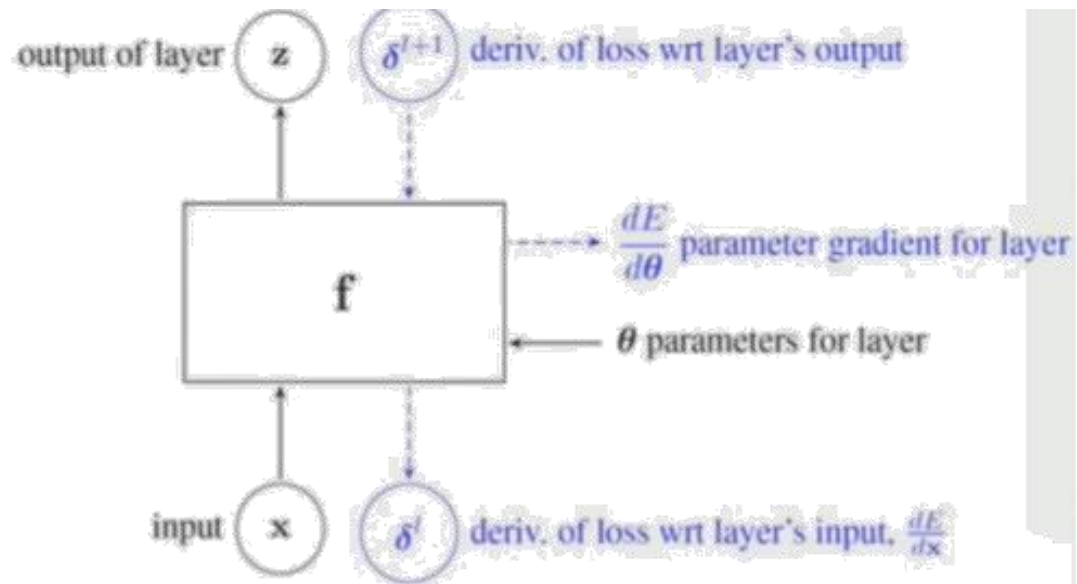 output of layer z δ^{l+1} deriv. of loss wrt layer's output
dE/dθ parameter gradient for layer
f
θ parameters for layer
input x δ^l deriv. of loss wrt layer's input, dE/dx